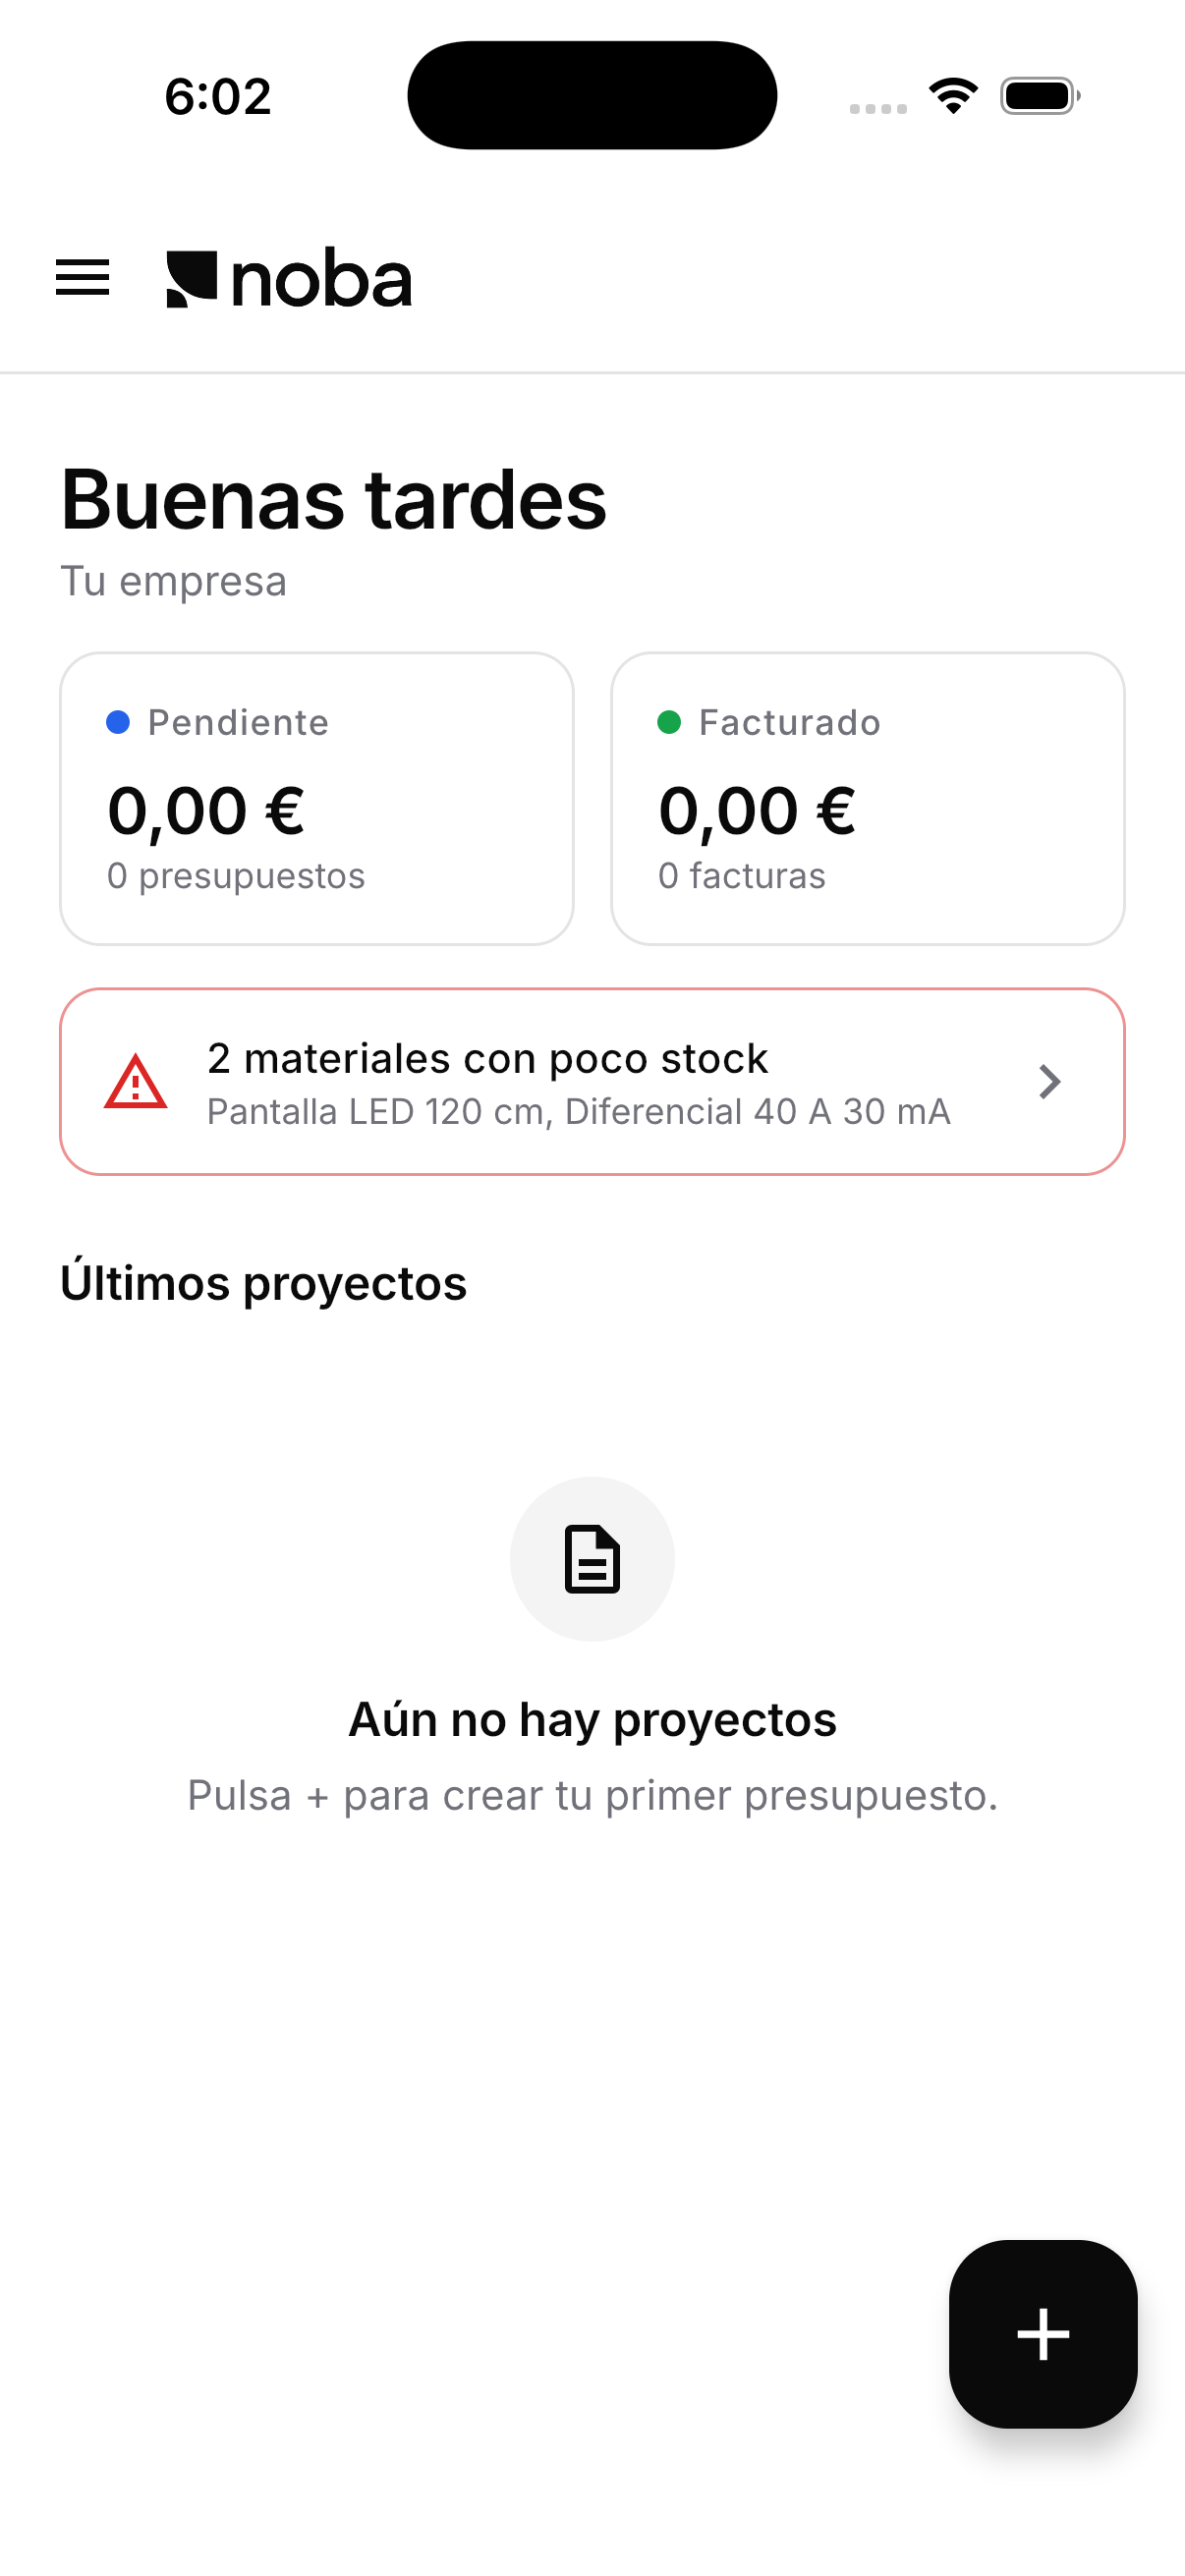 6:02
noba
Buenas tardes
Tu empresa
Pendiente
0,00 €
0 presupuestos
Facturado
0,00 €
0 facturas
2 materiales con poco stock
Pantalla LED 120 cm, Diferencial 40 A 30 mA
Últimos proyectos
Aún no hay proyectos
Pulsa + para crear tu primer presupuesto.